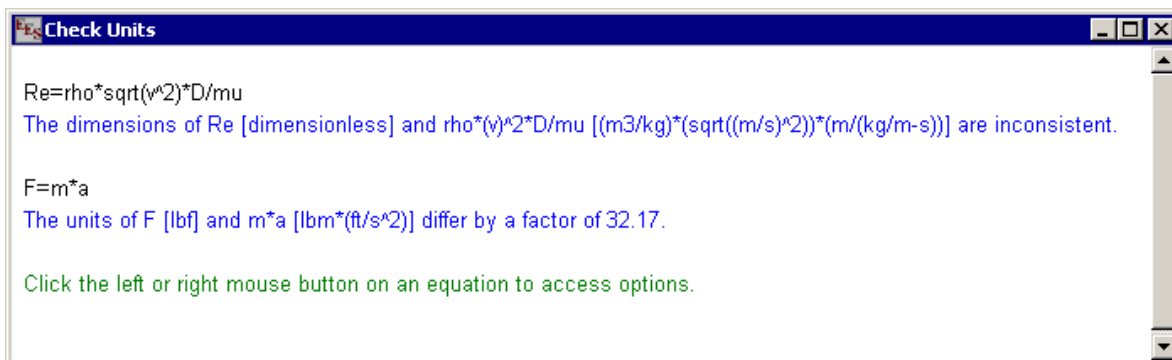 EES Check Units
Re=rho*sqrt(v^2)*D/mu
The dimensions of Re [dimensionless] and rho*(v)^2*D/mu [(m3/kg)*(sqrt((m/s)^2))*(m/(kg/m-s))] are inconsistent.
F=m*a
The units of F [lbf] and m*a [lbm*(ft/s^2)] differ by a factor of 32.17.
Click the left or right mouse button on an equation to access options.